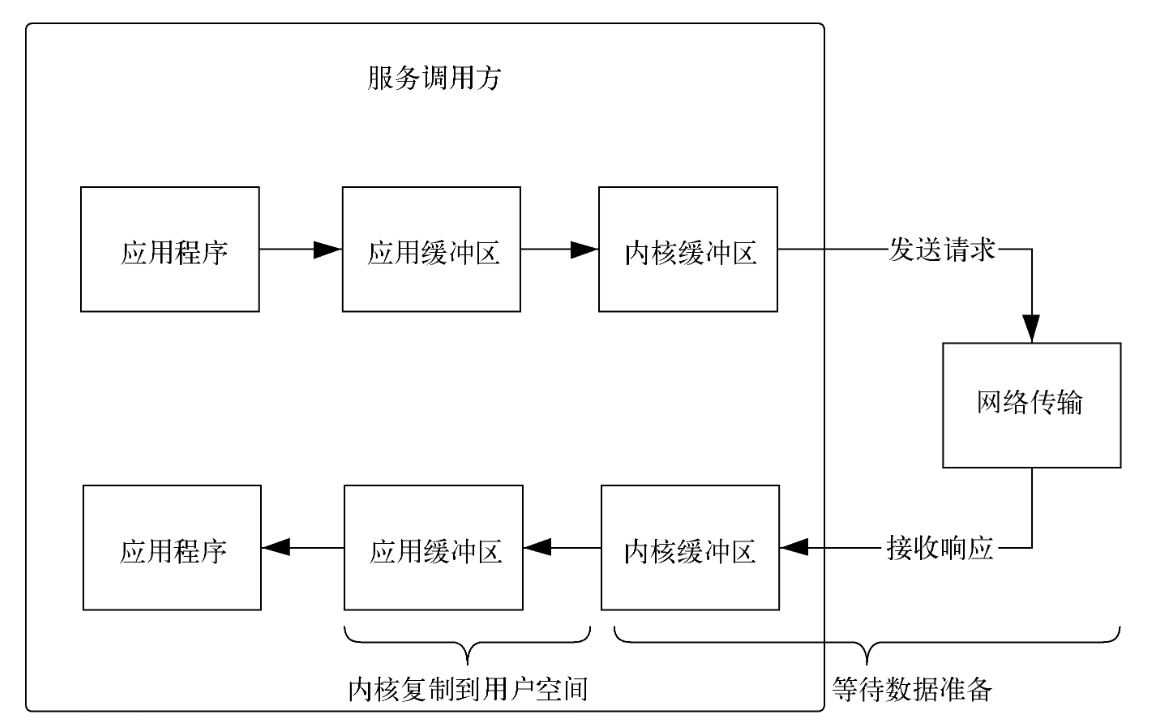 服务调用方
应用程序
应用缓冲区
内核缓冲区
发送请求
网络传输
应用程序
应用缓冲区
内核缓冲区
接收响应
内核复制到用户空间
等待数据准备